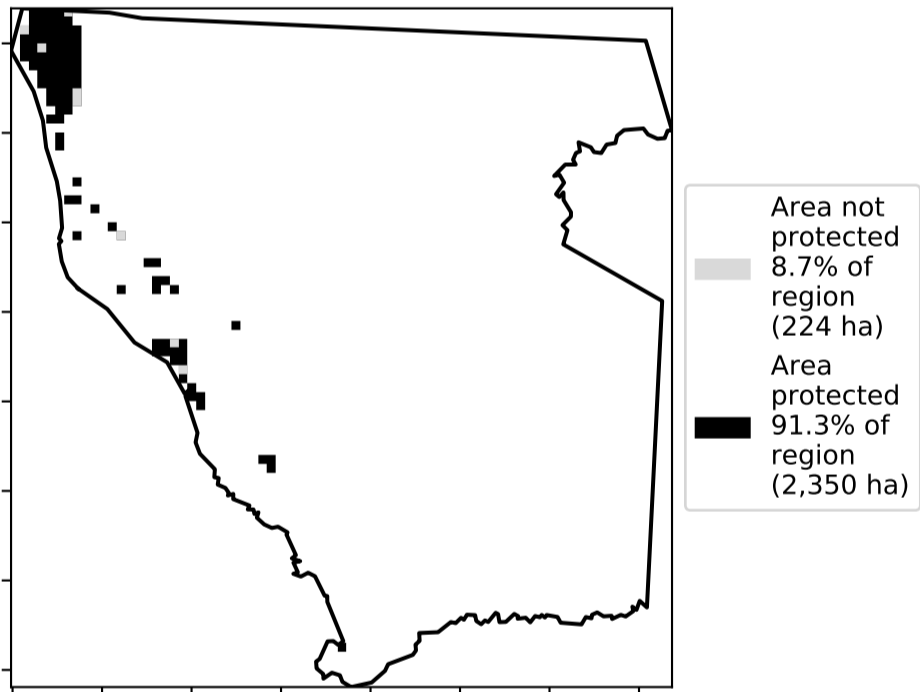 Area not
protected
8.7% of
region
(224 ha)
Area
protected
91.3% of
region
(2,350 ha)